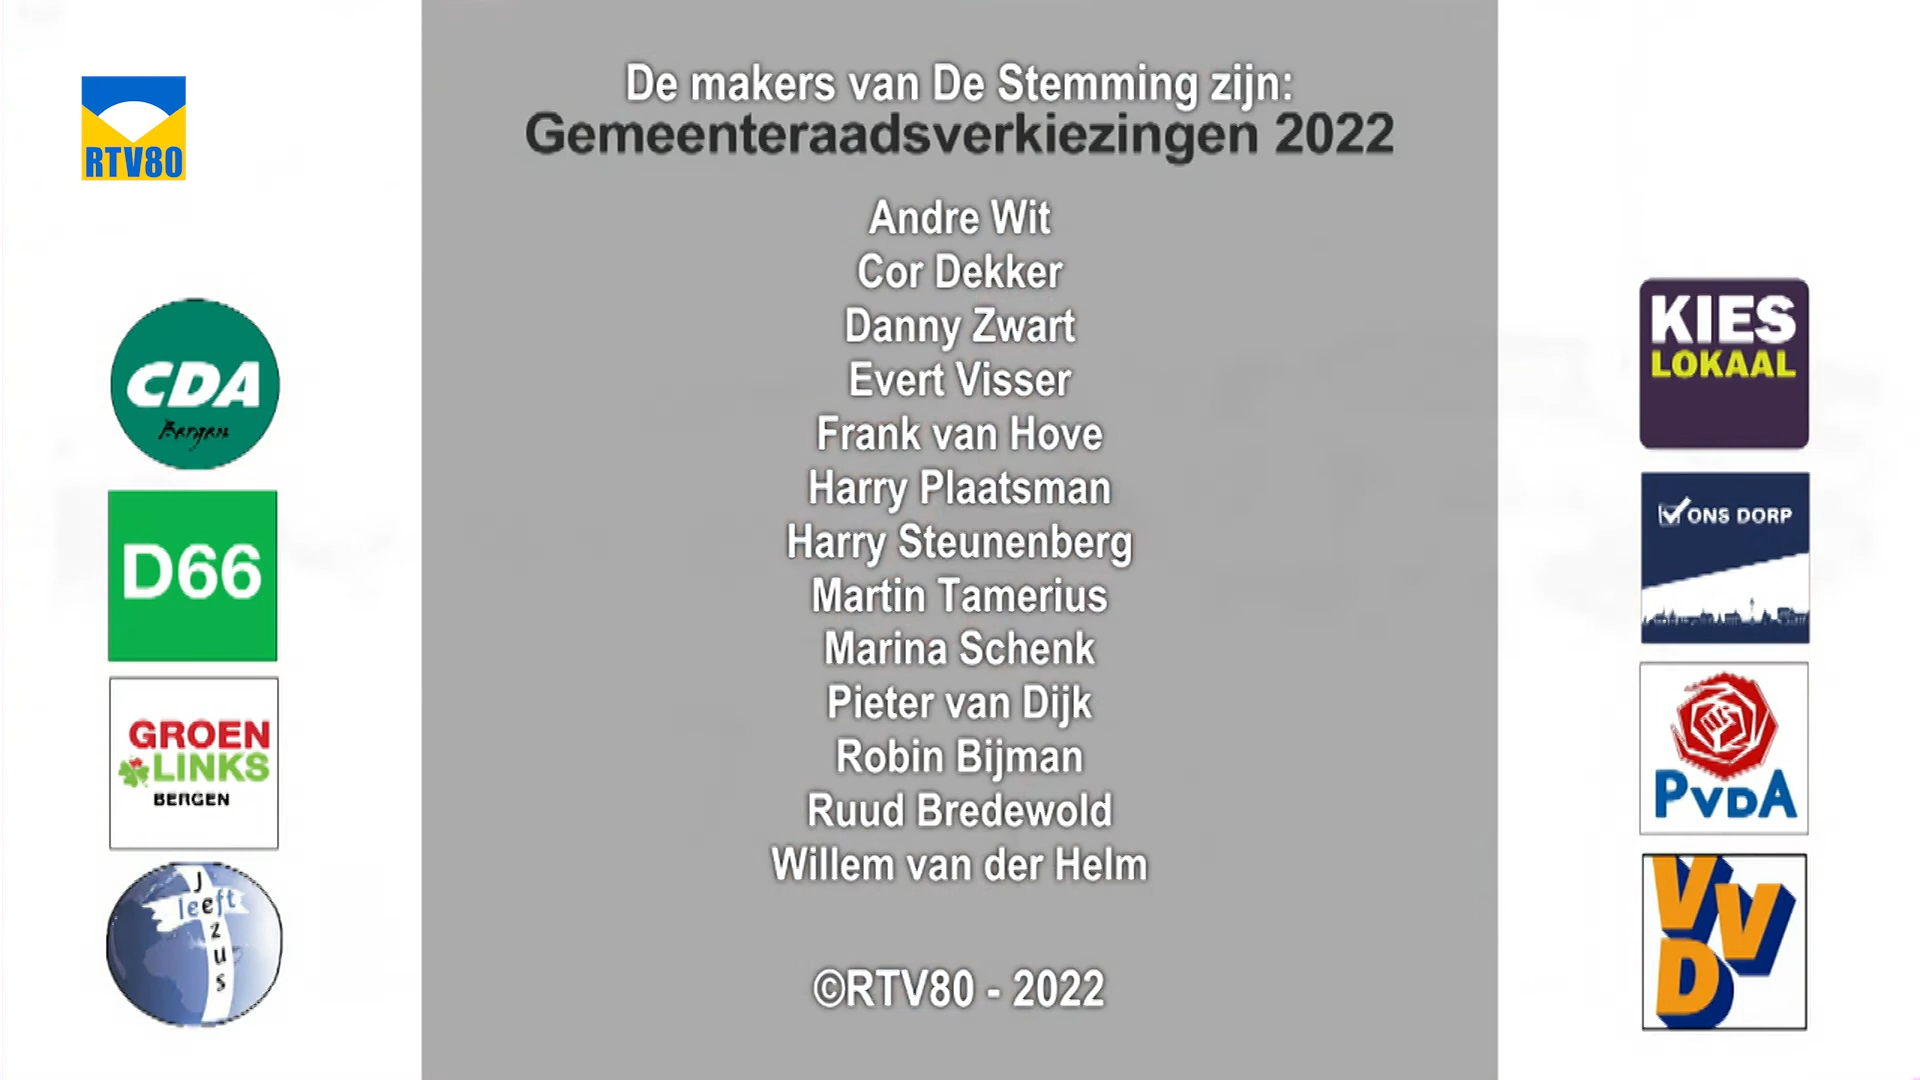 RTV80
De makers van De Stemming zijn:
Gemeenteraadsverkiezingen 2022
Andre Wit
Cor Dekker
Danny Zwart
Evert Visser
Frank van Hove
Harry Plaatsman
Harry Steunenberg
Martin Tamerius
Marina Schenk
Pieter van Dijk
Robin Bijman
Ruud Bredewold
Willem van der Helm
©RTV80 - 2022
CDA
Bergen
D66
GROEN
LINKS
BERGEN
Jezus
leeft
KIES
LOKAAL
ONS DORP
PvdA
VVD